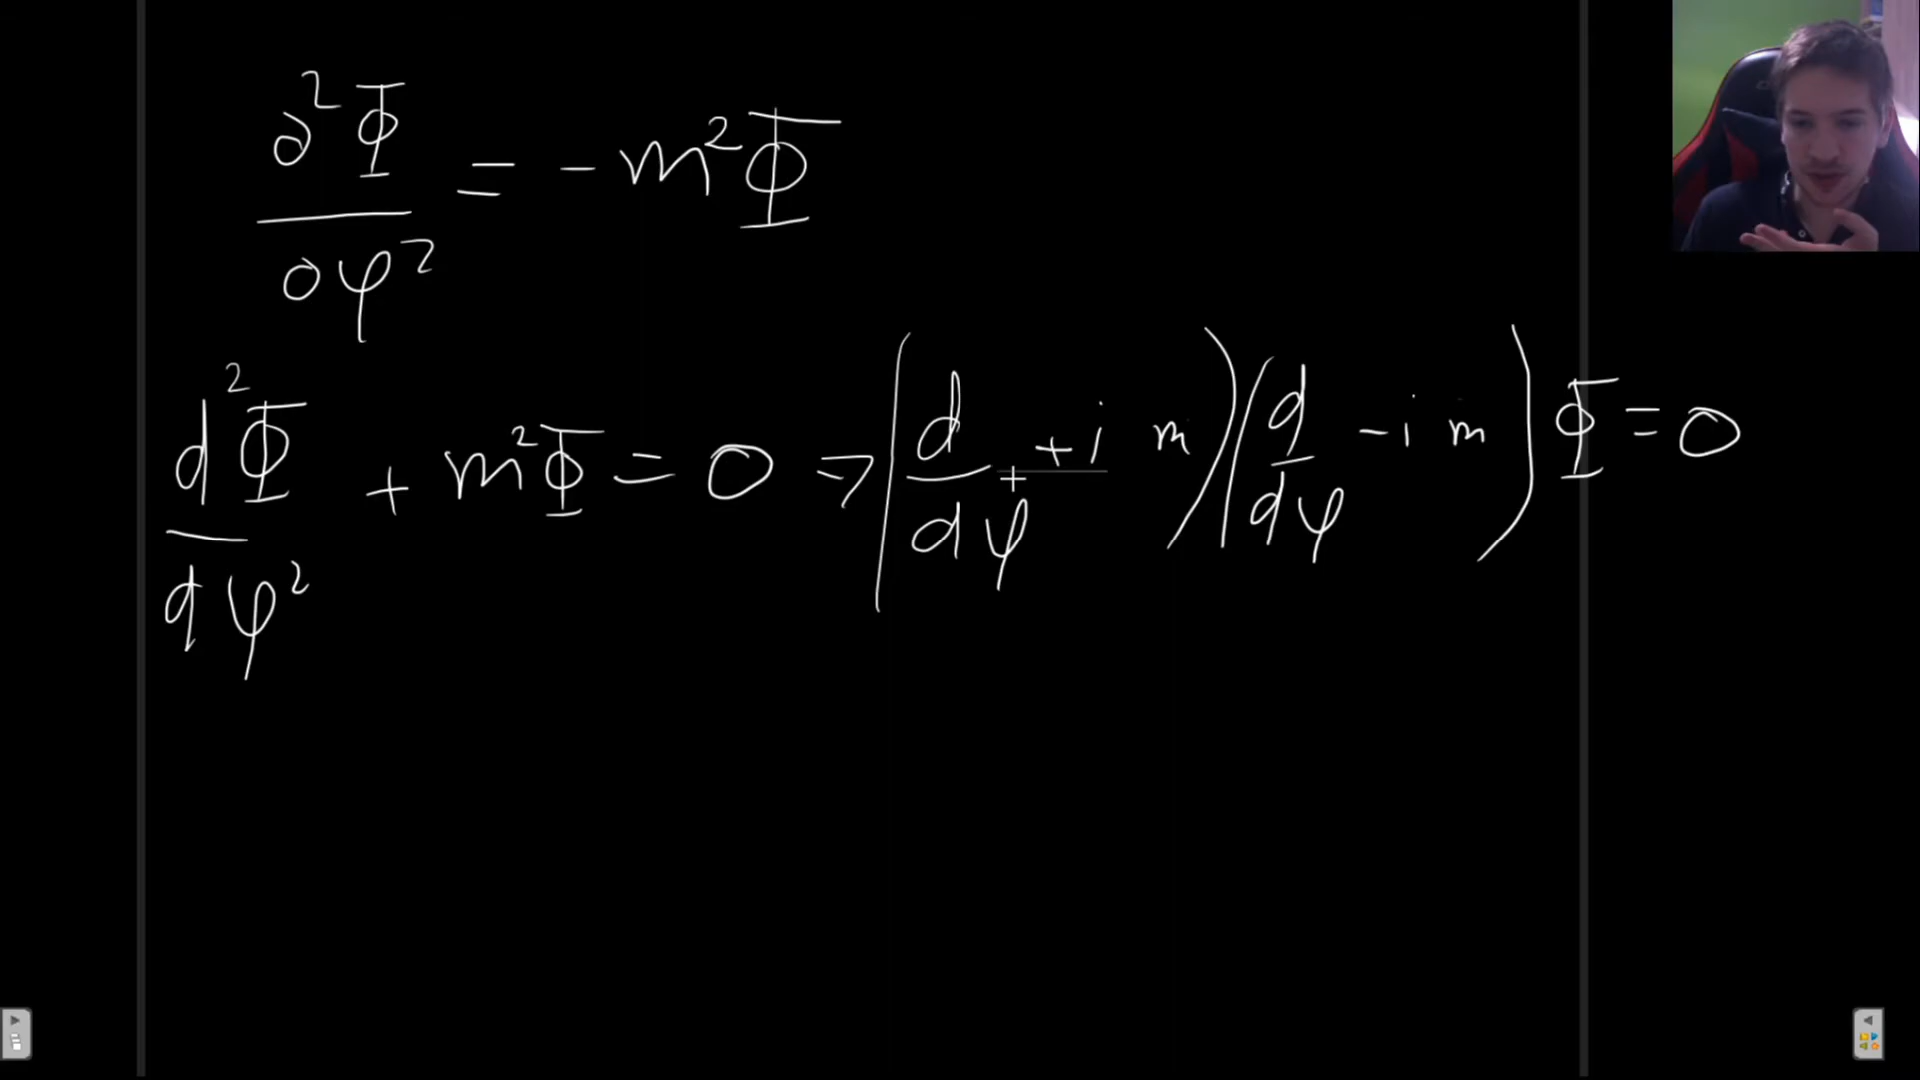 ∂²Φ/∂φ² = -m²Φ
d²Φ/dφ² + m²Φ = 0 → (d/dφ + i m)(d/dφ - i m)Φ = 0